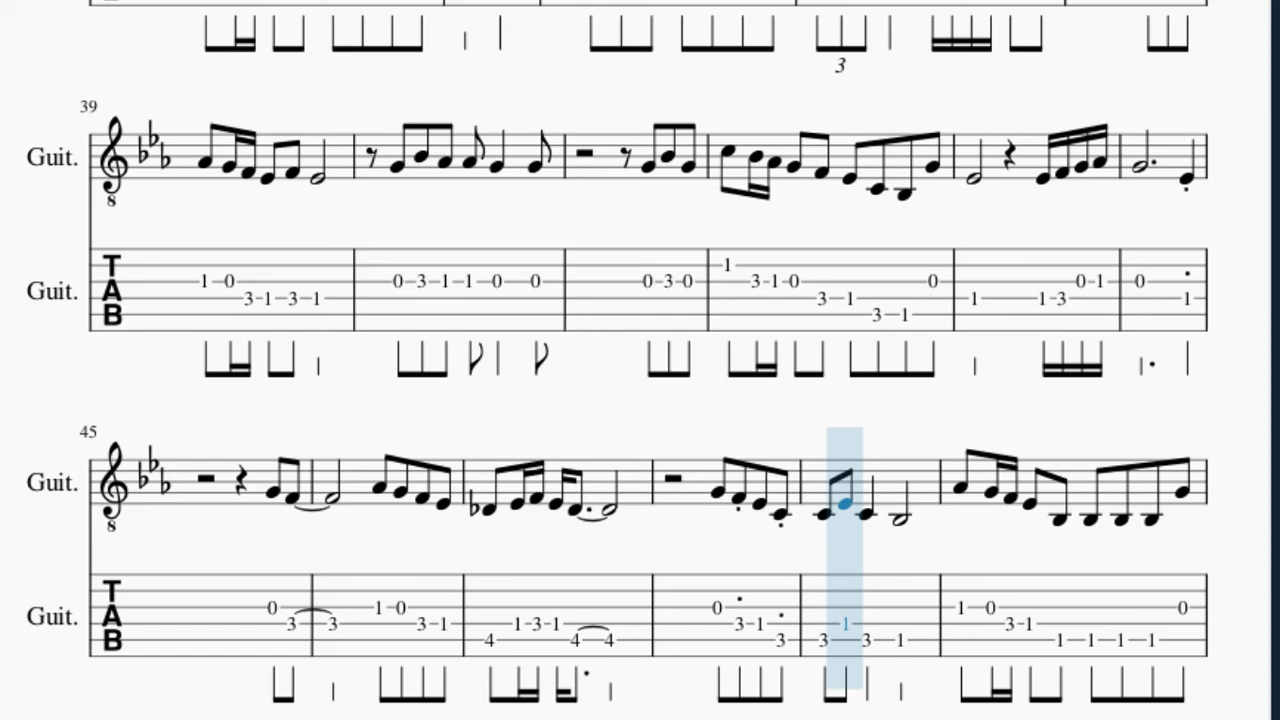 3
39
Guit.
8
T
A
B
Guit.
1 0 3 1 3 1 0 3 1 1 0 0 0 3 0 1 3 1 0 3 1 3 1 0 1 1 3 0 1 0 1
45
Guit.
8
T
A
B
Guit.
0 3 3 1 0 3 1 4 1 3 1 4 4 0 3 1 3 3 1 3 1 1 0 3 1 1 1 1 1 0